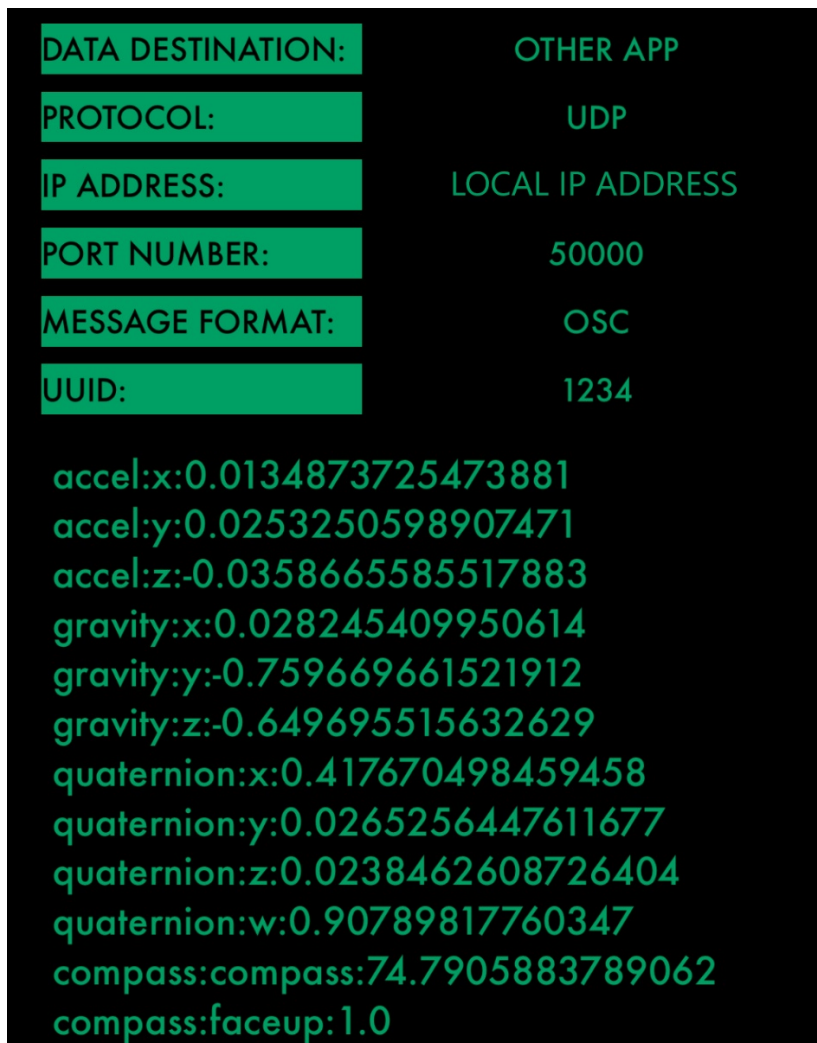 DATA DESTINATION: OTHER APP
PROTOCOL: UDP
IP ADDRESS: LOCAL IP ADDRESS
PORT NUMBER: 50000
MESSAGE FORMAT: OSC
UUID: 1234
accel:x:0.0134873725473881
accel:y:0.0253250598907471
accel:z:-0.0358665585517883
gravity:x:0.028245409950614
gravity:y:-0.759669661521912
gravity:z:-0.649695515632629
quaternion:x:0.417670498459458
quaternion:y:0.0265256447611677
quaternion:z:0.0238462608726404
quaternion:w:0.90789817760347
compass:compass:74.7905883789062
compass:faceup:1.0